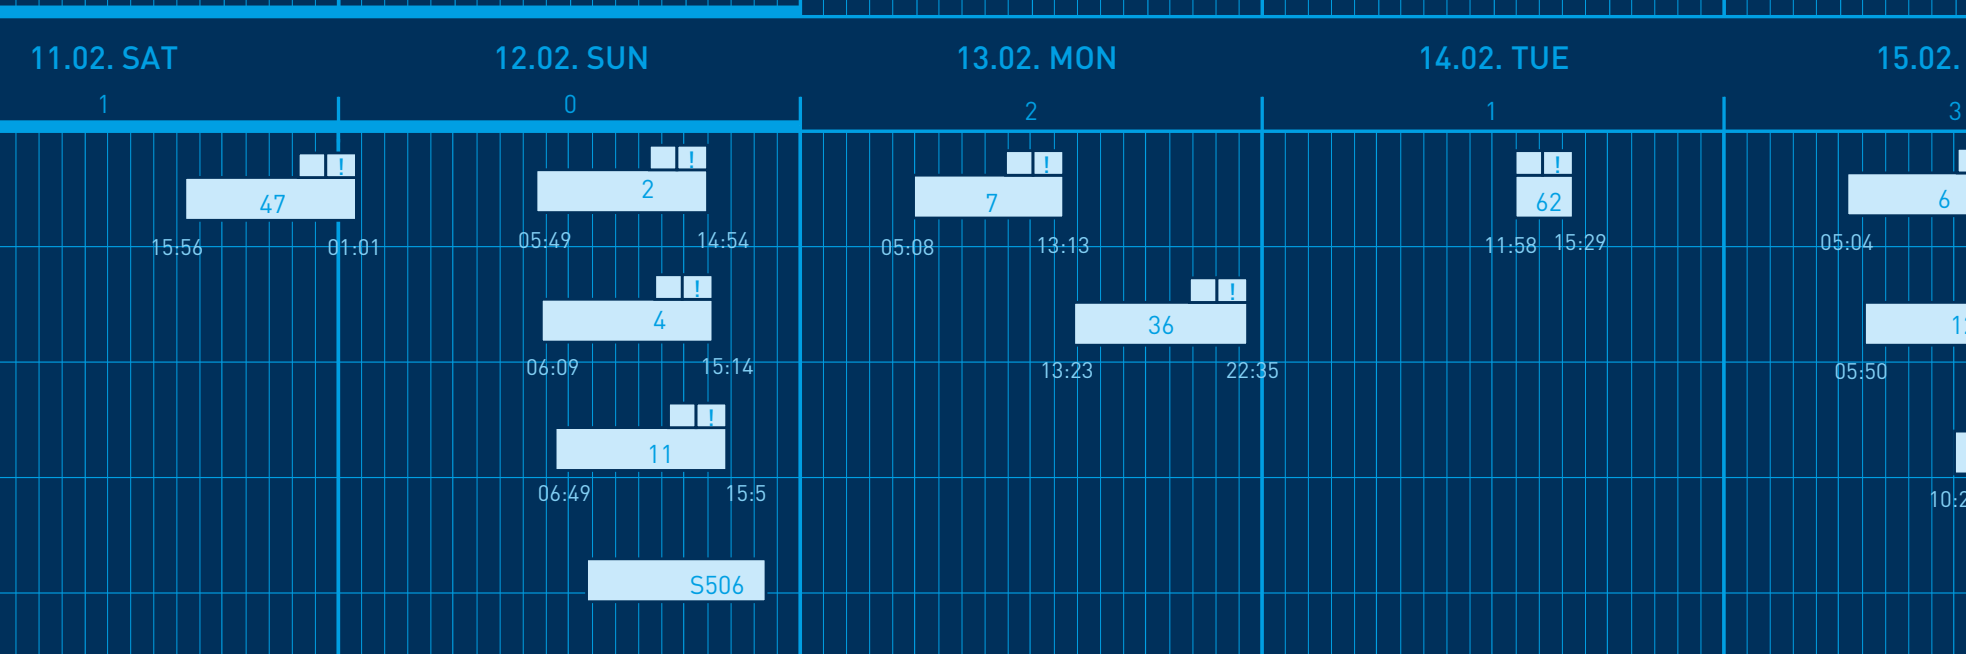 11.02. SAT 12.02. SUN 13.02. MON 14.02. TUE 15.02.
1 0 2 1 3
! ! ! !
47 2 7 62 6
15:56 01:01 05:49 14:54 05:08 13:13 11:58 15:29 05:04
! !
4 36
06:09 15:14 13:23 22:35 05:50
!
11
06:49 15:5
S506